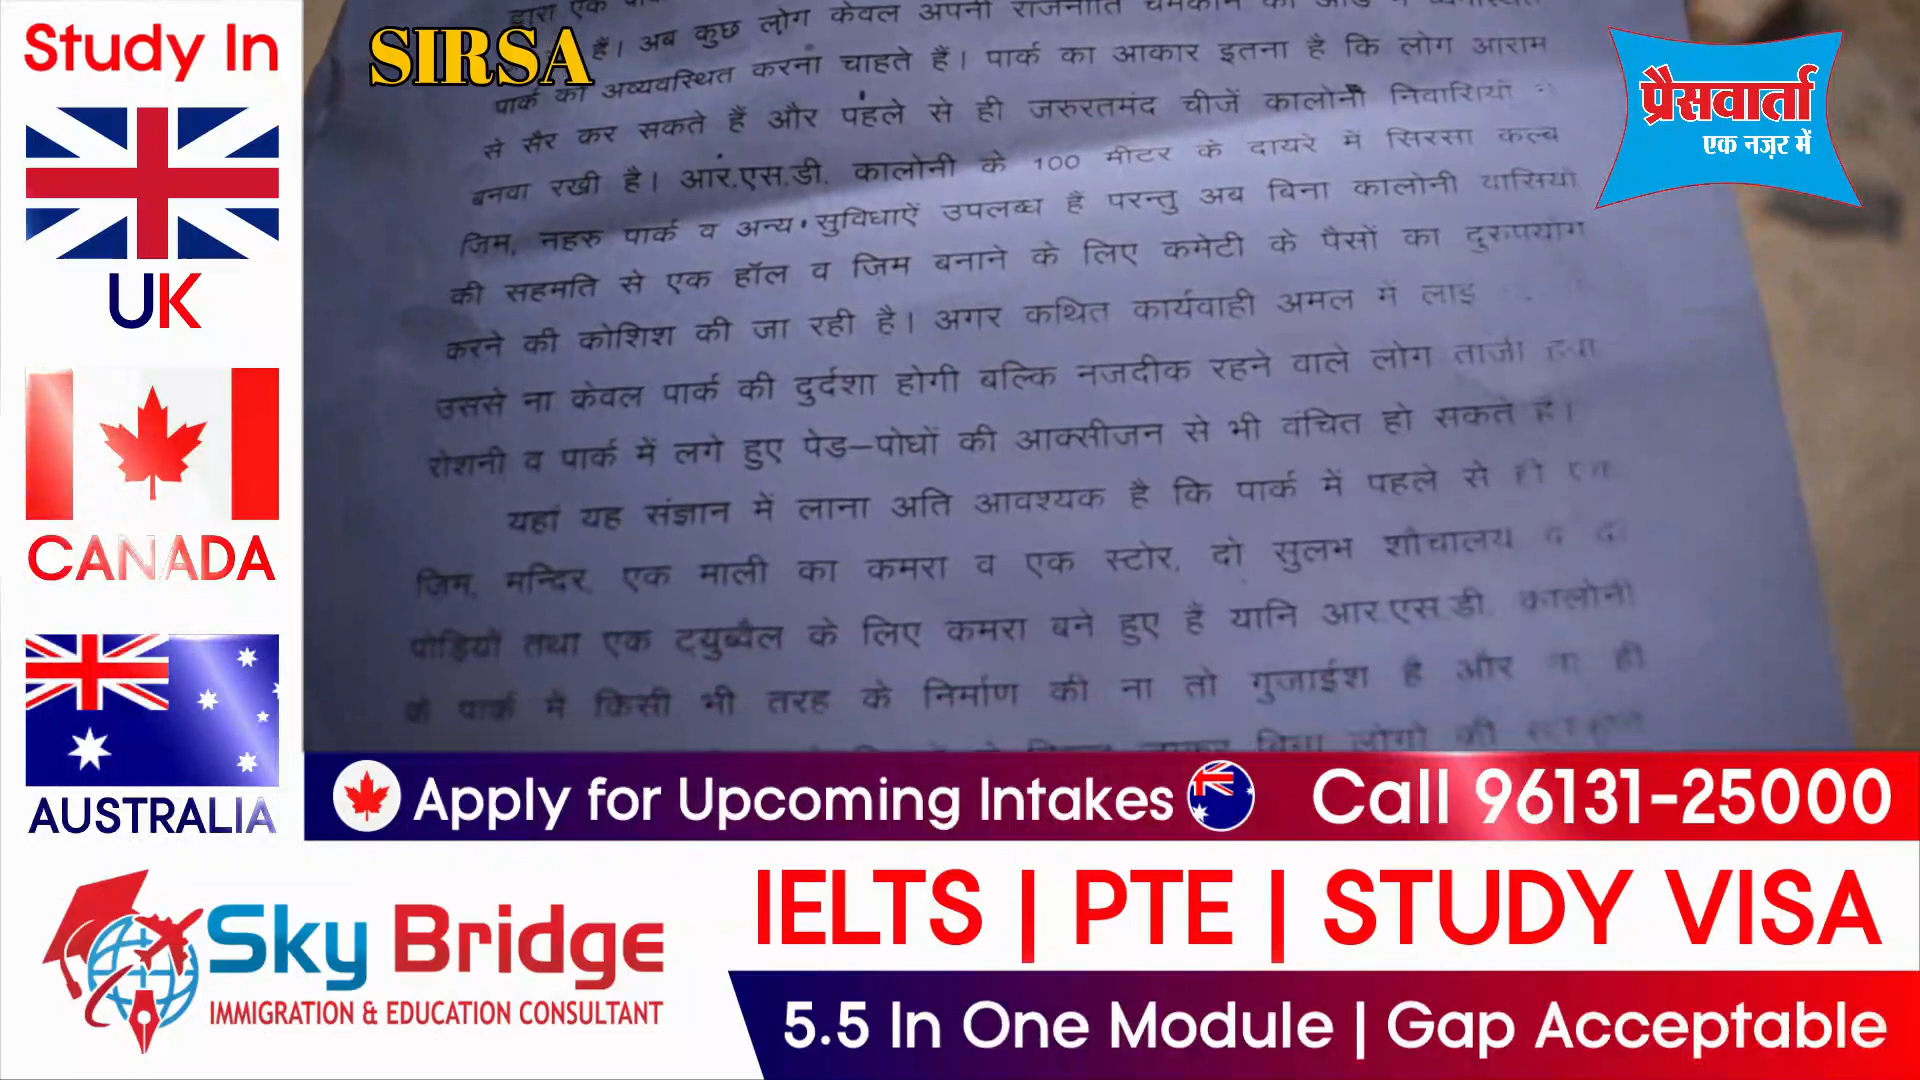 Study In
UK
CANADA
AUSTRALIA
SIRSA
प्रैसवार्ता
एक नज़र में
द्वारा एक
हैं। अब कुछ लोग केवल अपनी राजनीति चमकाने की आड में
पार्क को अव्यवस्थित करना चाहते हैं। पार्क का आकार इतना है कि लोग आराम
से सैर कर सकते हैं और पहले से ही जरुरतमंद चीजें कालोनी निवाशियों
बनवा रखी है। आर.एस.डी. कालोनी के 100 मीटर के दायरे में सिरसा कल्ब
जिम, नहरु पार्क व अन्य सुविधाऐं उपलब्ध हैं परन्तु अब बिना कालोनी वासियो
की सहमति से एक हॉल व जिम बनाने के लिए कमेटी के पैसों का दुरुपयोग
करने की कोशिश की जा रही है। अगर कथित कार्यवाही अमल में लाइ
उससे ना केवल पार्क की दुर्दशा होगी बल्कि नजदीक रहने वाले लोग ताजी हवा
रोशनी व पार्क में लगे हुए पेड–पोधों की आक्सीजन से भी वंचित हो सकते है।
यहां यह संज्ञान में लाना अति आवश्यक है कि पार्क में पहले से ही एक
जिम, मन्दिर, एक माली का कमरा व एक स्टोर, दो सुलभ शौचालय व दो
पोडियों तथा एक ट्युब्वैल के लिए कमरा बने हुए हैं यानि आर.एस.डी. कालोनी
के पार्क में किसी भी तरह के निर्माण की ना तो गुजाईश है और ना ही
बिना लोगो की
Apply for Upcoming Intakes
Call 96131-25000
Sky Bridge
IMMIGRATION & EDUCATION CONSULTANT
IELTS | PTE | STUDY VISA
5.5 In One Module | Gap Acceptable